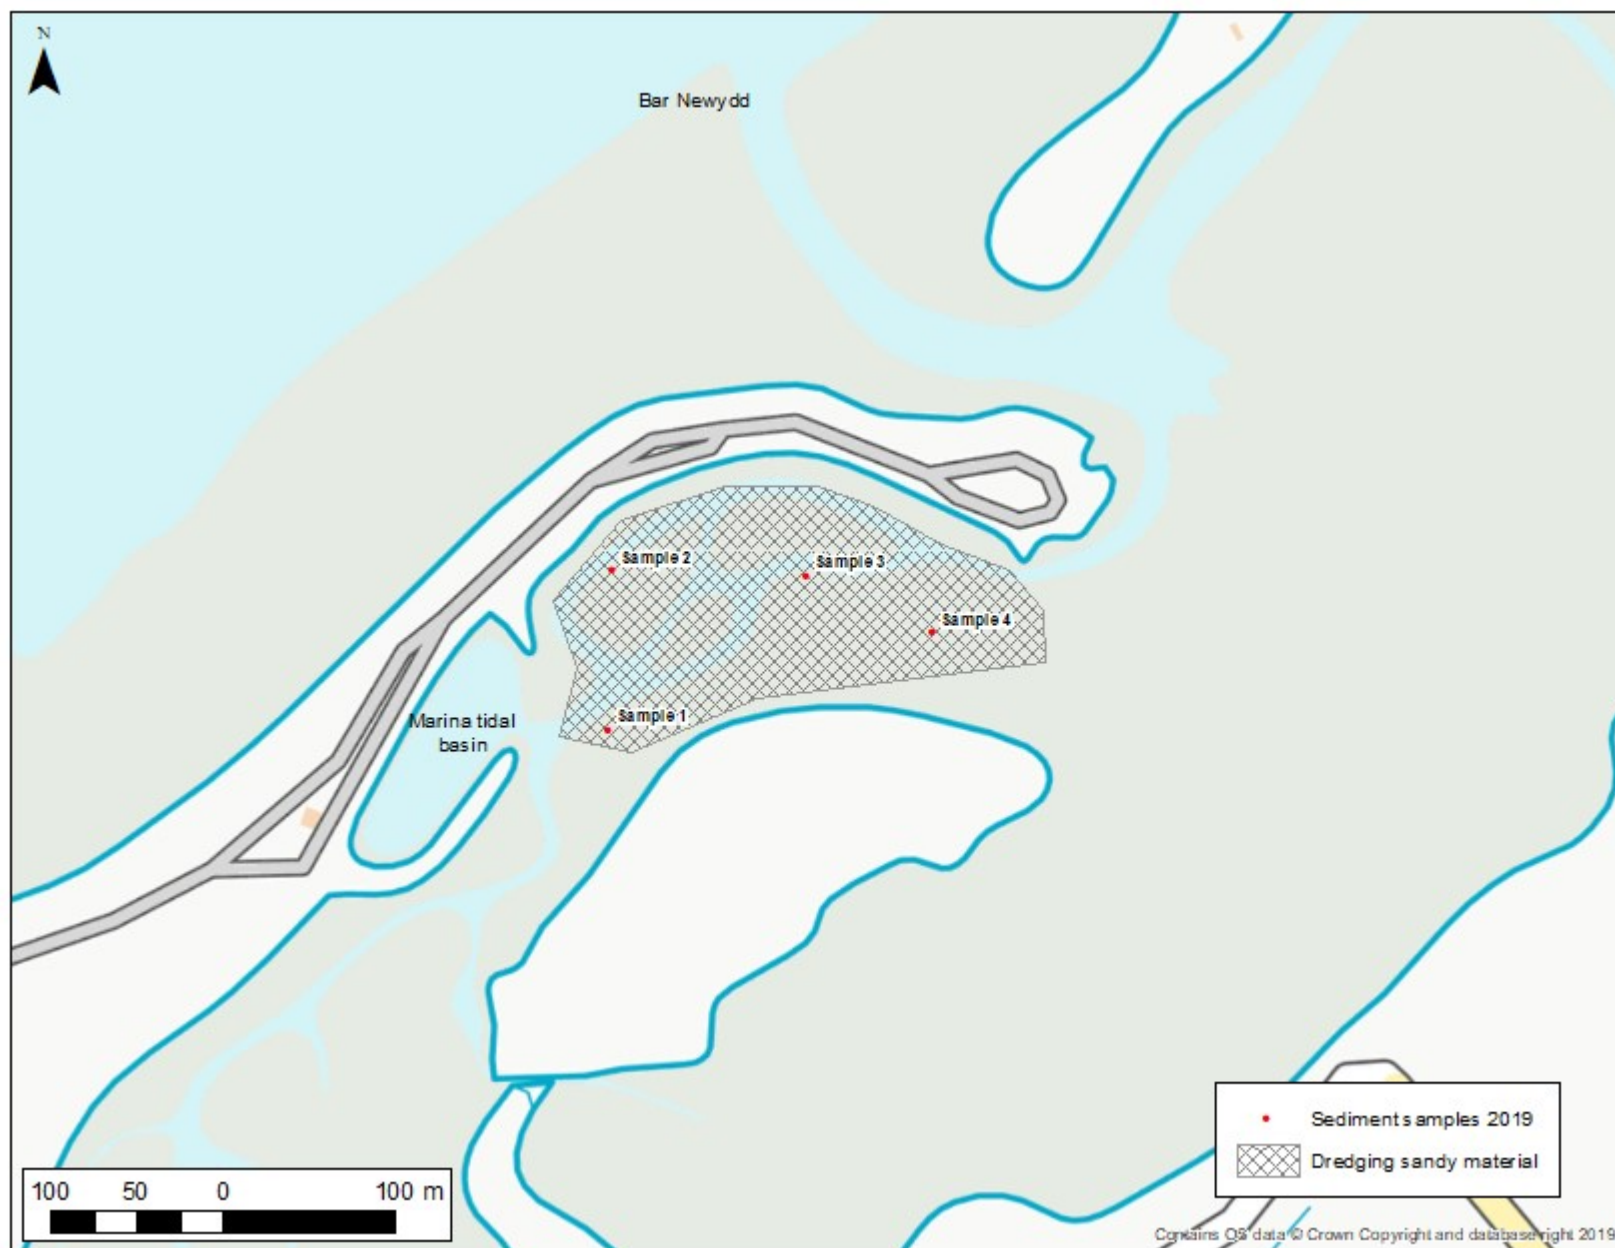 N
Bar Newydd
Sample 2
Sample 3
Sample 4
Sample 1
Marina tidal
basin
Sediment samples 2019
Dredging sandy material
100 50 0 100 m
Contains OS data © Crown Copyright and database right 2019